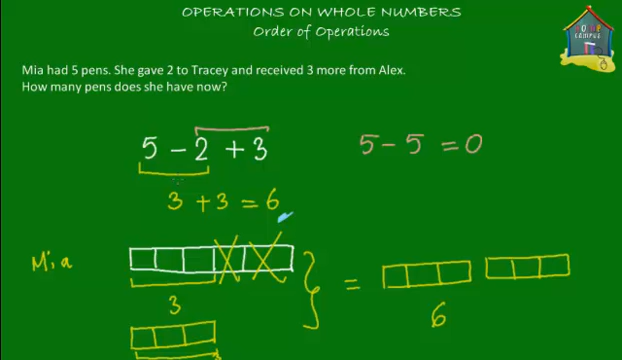 OPERATIONS ON WHOLE NUMBERS
Order of Operations
HOME CAMPUS
Mia had 5 pens. She gave 2 to Tracey and received 3 more from Alex.
How many pens does she have now?
5 - 2 + 3
5 - 5 = 0
3 + 3 = 6
Mia
=
3
6